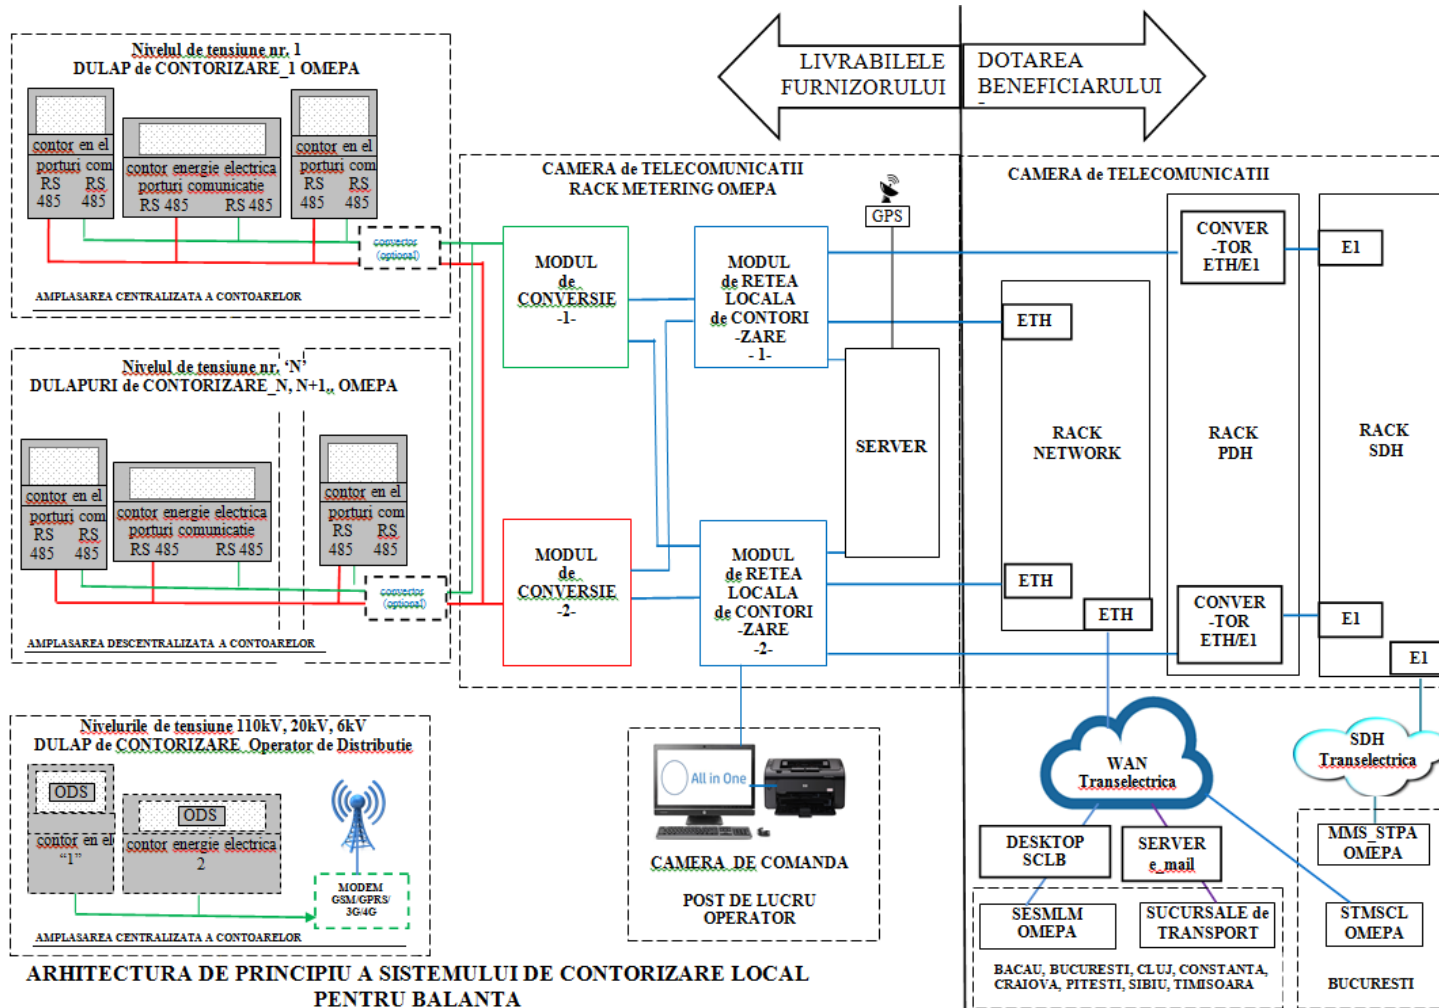 LIVRABILELE
FURNIZORULUI
DOTAREA
BENEFICIARULUI
Nivelul de tensiune nr. 1
DULAP de CONTORIZARE_1 OMEPA
contor en el
porturi com
RS RS
485 485
contor energie electrica
porturi comunicatie
RS 485 RS 485
contor en el
porturi com
RS RS
485 485
convertor
(optional)
AMPLASAREA CENTRALIZATA A CONTOARELOR
Nivelul de tensiune nr. ‘N’
DULAPURI de CONTORIZARE_N, N+1,, OMEPA
contor en el
porturi com
RS RS
485 485
contor energie electrica
porturi comunicatie
RS 485 RS 485
contor en el
porturi com
RS RS
485 485
convertor
(optional)
AMPLASAREA DESCENTRALIZATA A CONTOARELOR
CAMERA de TELECOMUNICATII
RACK METERING OMEPA
GPS
MODUL
de
CONVERSIE
-1-
MODUL
de RETEA
LOCALA
de CONTORI
-ZARE
- 1-
SERVER
MODUL
de
CONVERSIE
-2-
MODUL
de RETEA
LOCALA
de CONTORI
-ZARE
-2-
CAMERA de TELECOMUNICATII
CONVER
-TOR
ETH/E1
E1
ETH
RACK
NETWORK
RACK
PDH
RACK
SDH
ETH
ETH
CONVER
-TOR
ETH/E1
E1
E1
Nivelurile de tensiune 110kV, 20kV, 6kV
DULAP de CONTORIZARE Operator de Distributie
ODS
contor en el
“1”
ODS
contor energie electrica
2
MODEM
GSM/GPRS/
3G/4G
AMPLASAREA CENTRALIZATA A CONTOARELOR
All in One
CAMERA DE COMANDA
POST DE LUCRU
OPERATOR
WAN
Transelectrica
SDH
Transelectrica
DESKTOP
SCLB
SERVER
e_mail
MMS_STPA
OMEPA
SESMLM
OMEPA
SUCURSALE de
TRANSPORT
STMSCL
OMEPA
BACAU, BUCURESTI, CLUJ, CONSTANTA,
CRAIOVA, PITESTI, SIBIU, TIMISOARA
BUCURESTI
ARHITECTURA DE PRINCIPIU A SISTEMULUI DE CONTORIZARE LOCAL
PENTRU BALANTA